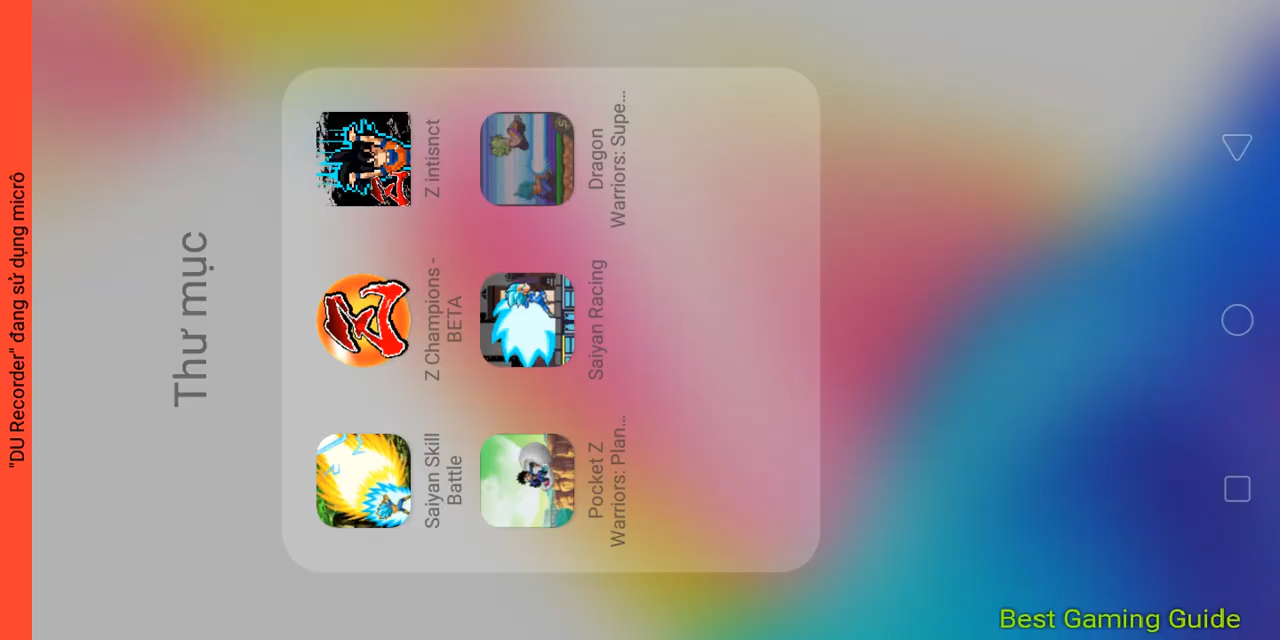 "DU Recorder" đang sử dụng micrô
Thư mục
Saiyan Skill
Battle
Z Champions -
BETA
Z intisnct
Pocket Z
Warriors: Plan...
Saiyan Racing
Dragon
Warriors: Supe...
Best Gaming Guide